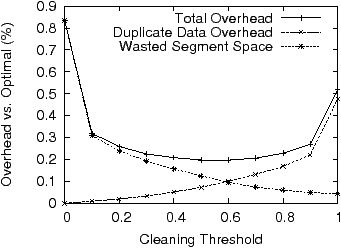 Total Overhead
Duplicate Data Overhead
Wasted Segment Space
Overhead vs. Optimal (%)
0.9
0.8
0.7
0.6
0.5
0.4
0.3
0.2
0.1
0
0 0.2 0.4 0.6 0.8 1
Cleaning Threshold